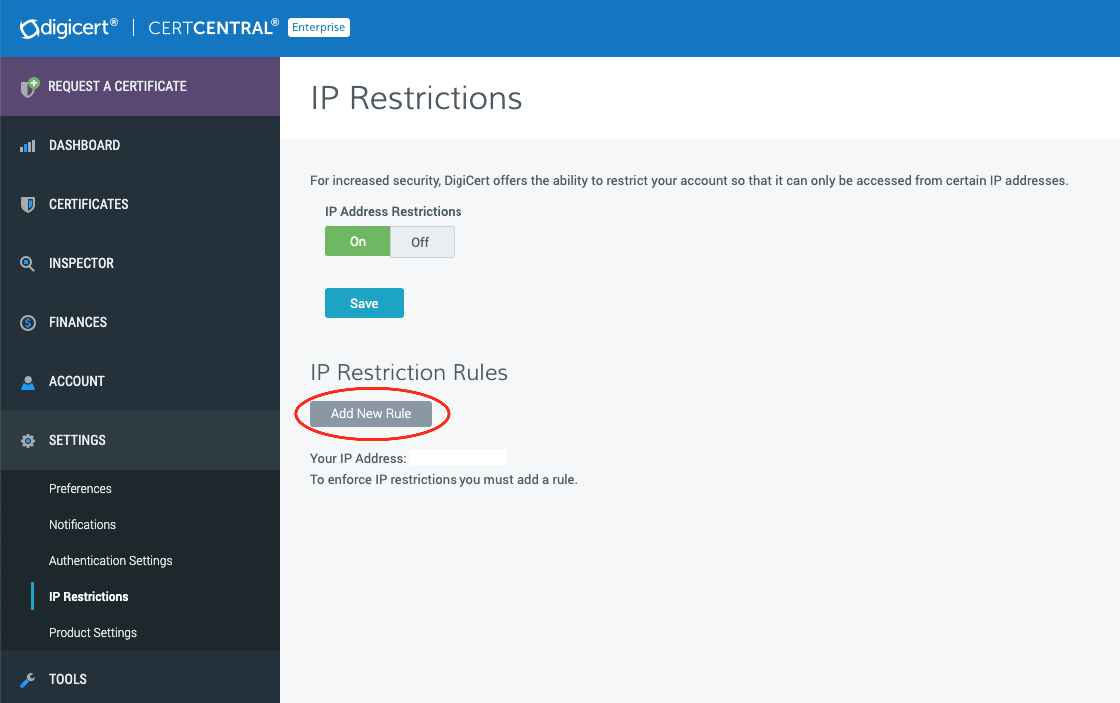 digicert® | CERTCENTRAL® Enterprise
REQUEST A CERTIFICATE
DASHBOARD
CERTIFICATES
INSPECTOR
FINANCES
ACCOUNT
SETTINGS
Preferences
Notifications
Authentication Settings
IP Restrictions
Product Settings
TOOLS
IP Restrictions
For increased security, DigiCert offers the ability to restrict your account so that it can only be accessed from certain IP addresses.
IP Address Restrictions
On Off
Save
IP Restriction Rules
Add New Rule
Your IP Address:
To enforce IP restrictions you must add a rule.